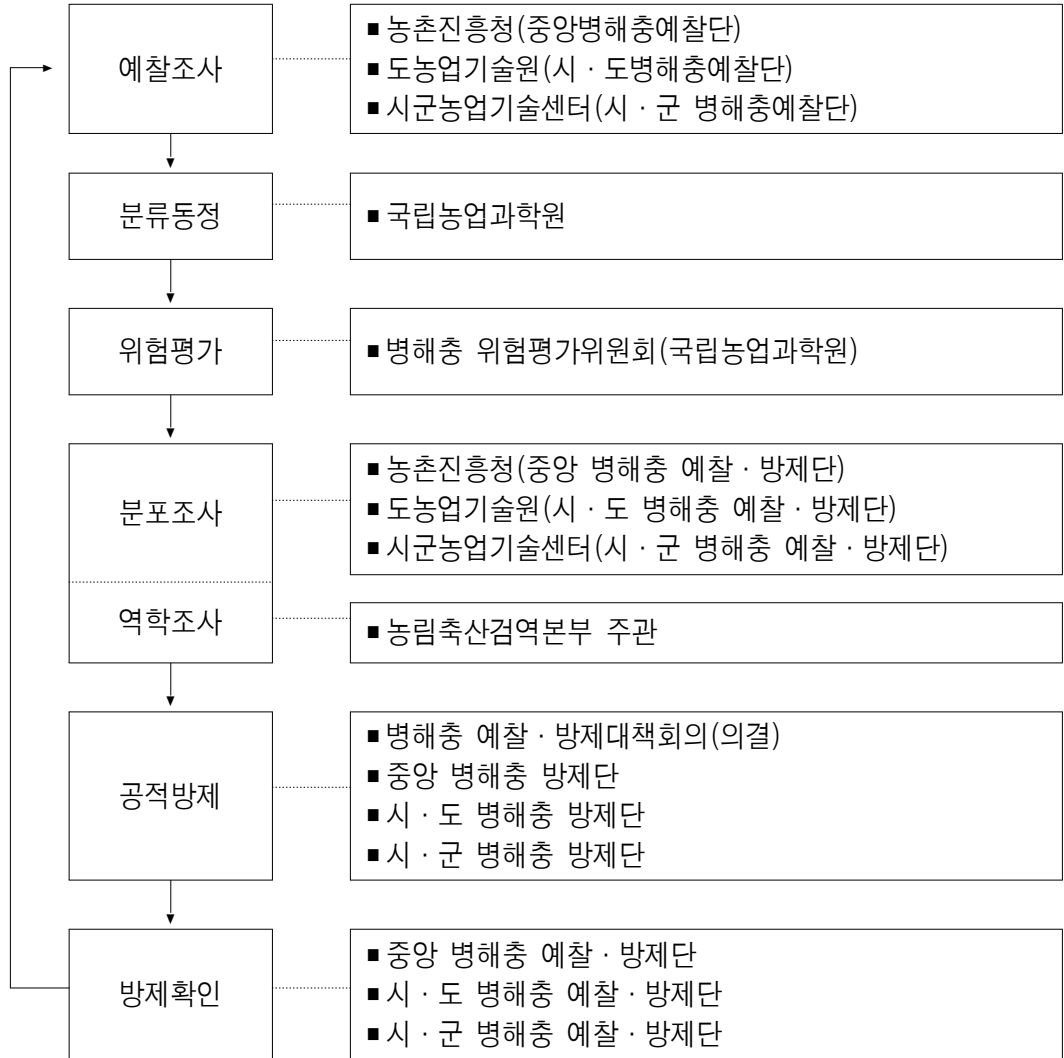 예찰조사
■ 농촌진흥청(중앙병해충예찰단)
■ 도농업기술원(시 · 도병해충예찰단)
■ 시군농업기술센터(시 · 군 병해충예찰단)
분류동정
■ 국립농업과학원
위험평가
■ 병해충 위험평가위원회(국립농업과학원)
분포조사
■ 농촌진흥청(중앙 병해충 예찰 · 방제단)
■ 도농업기술원(시 · 도 병해충 예찰 · 방제단)
■ 시군농업기술센터(시 · 군 병해충 예찰 · 방제단)
역학조사
■ 농림축산검역본부 주관
공적방제
■ 병해충 예찰 · 방제대책회의(의결)
■ 중앙 병해충 방제단
■ 시 · 도 병해충 방제단
■ 시 · 군 병해충 방제단
방제확인
■ 중앙 병해충 예찰 · 방제단
■ 시 · 도 병해충 예찰 · 방제단
■ 시 · 군 병해충 예찰 · 방제단